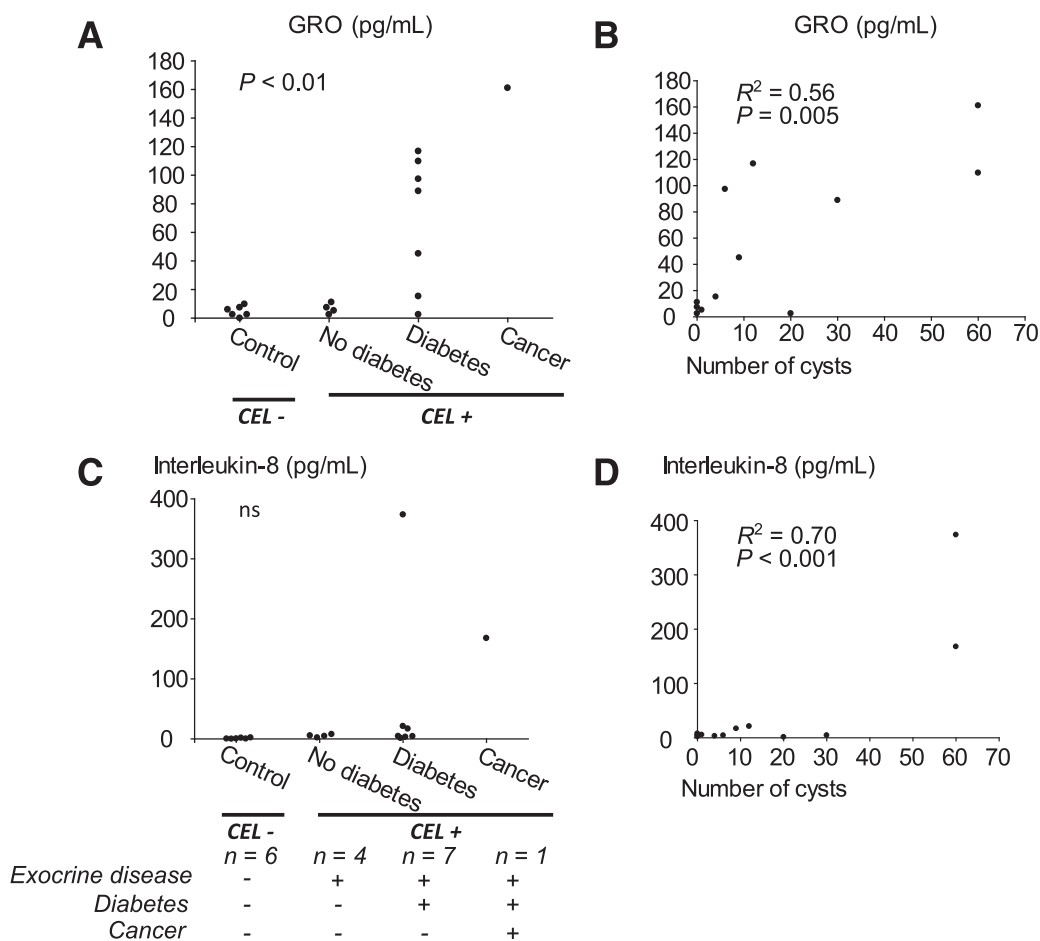 A
GRO (pg/mL)
180
160
140
120
100
80
60
40
20
0
P < 0.01
Control
No diabetes
Diabetes
Cancer
CEL -
CEL +
B
GRO (pg/mL)
180
160
140
120
100
80
60
40
20
0
R² = 0.56
P = 0.005
0 10 20 30 40 50 60 70
Number of cysts
C
Interleukin-8 (pg/mL)
400
300
200
100
0
ns
Control
No diabetes
Diabetes
Cancer
CEL -
CEL +
n = 6 n = 4 n = 7 n = 1
Exocrine disease - + + +
Diabetes - - + +
Cancer - - - +
D
Interleukin-8 (pg/mL)
400
300
200
100
0
R² = 0.70
P < 0.001
0 10 20 30 40 50 60 70
Number of cysts